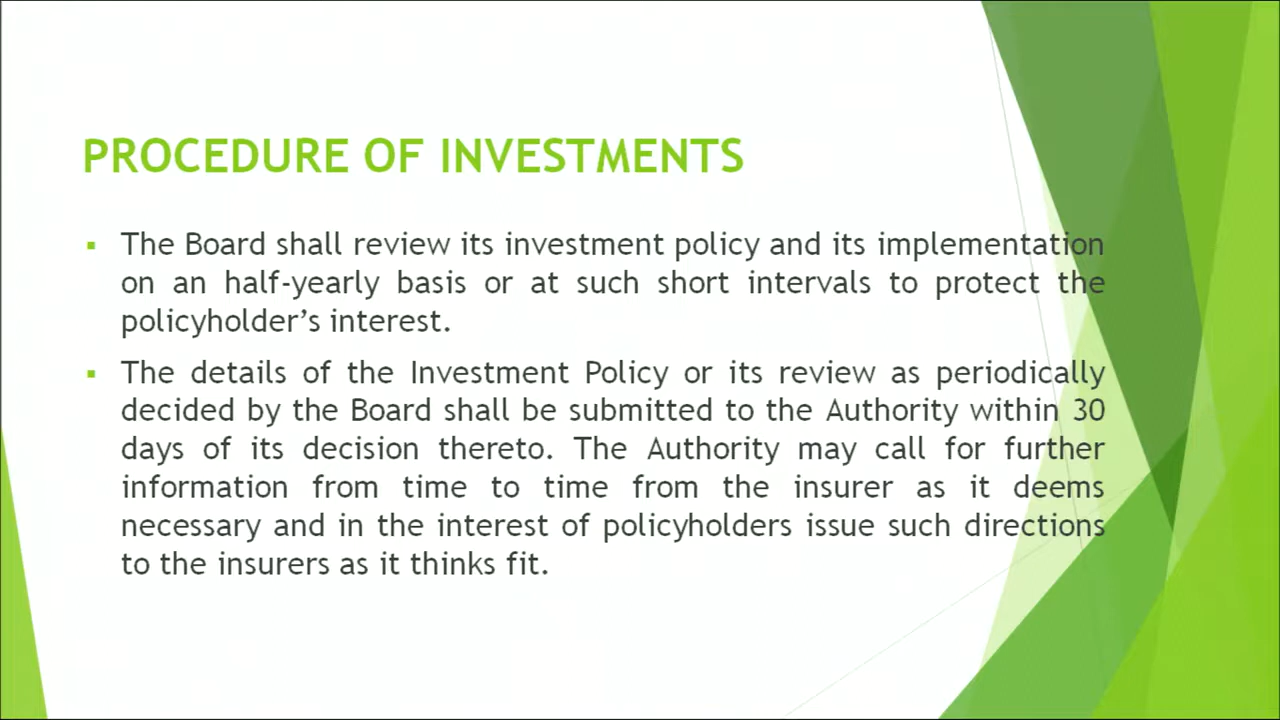 PROCEDURE OF INVESTMENTS
▪ The Board shall review its investment policy and its implementation
on an half-yearly basis or at such short intervals to protect the
policyholder’s interest.
▪ The details of the Investment Policy or its review as periodically
decided by the Board shall be submitted to the Authority within 30
days of its decision thereto. The Authority may call for further
information from time to time from the insurer as it deems
necessary and in the interest of policyholders issue such directions
to the insurers as it thinks fit.